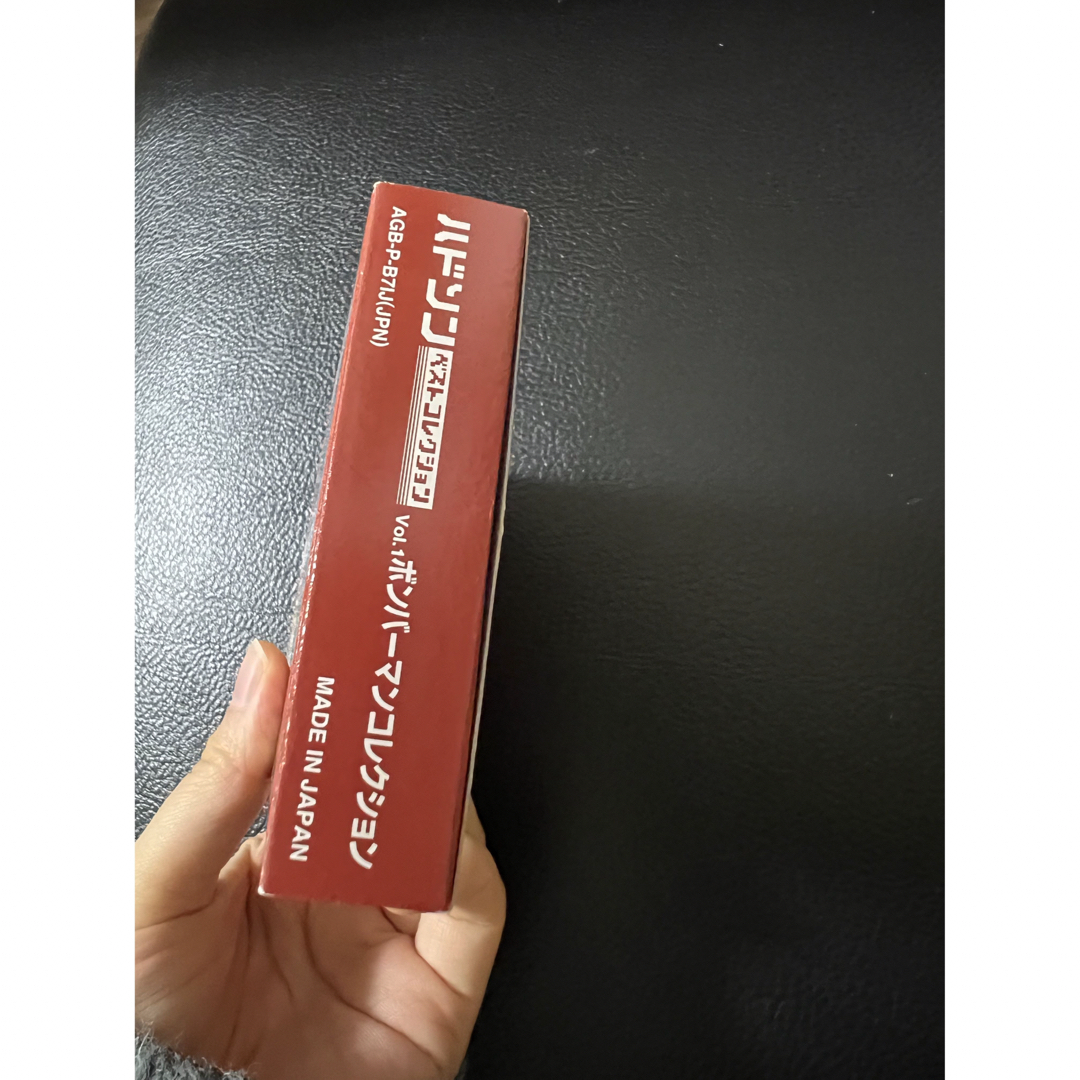 ハドソン
ベストコレクション
Vol.1ボンバーマンコレクション
AGB-P-B7IJ(JPN)
MADE IN JAPAN